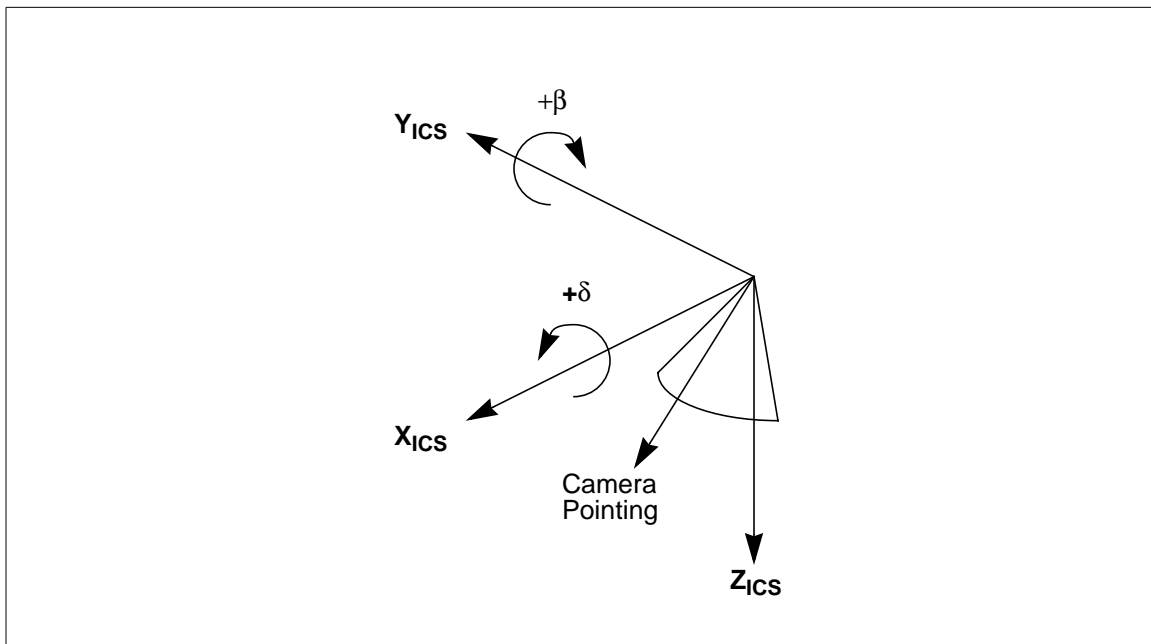 +β
Y_ICS
+δ
X_ICS
Camera
Pointing
Z_ICS